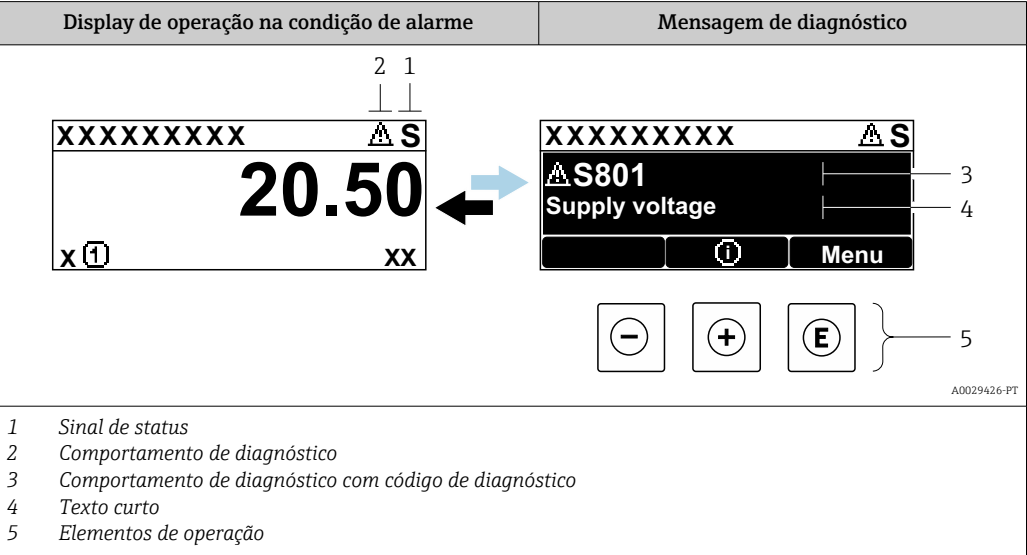 Display de operação na condição de alarme
Mensagem de diagnóstico
2 1
XXXXXXXXX S
20.50
x 1 xx
XXXXXXXXX S
S801
3
Supply voltage
4
i Menu
- + E
5
A0029426-PT
1 Sinal de status
2 Comportamento de diagnóstico
3 Comportamento de diagnóstico com código de diagnóstico
4 Texto curto
5 Elementos de operação